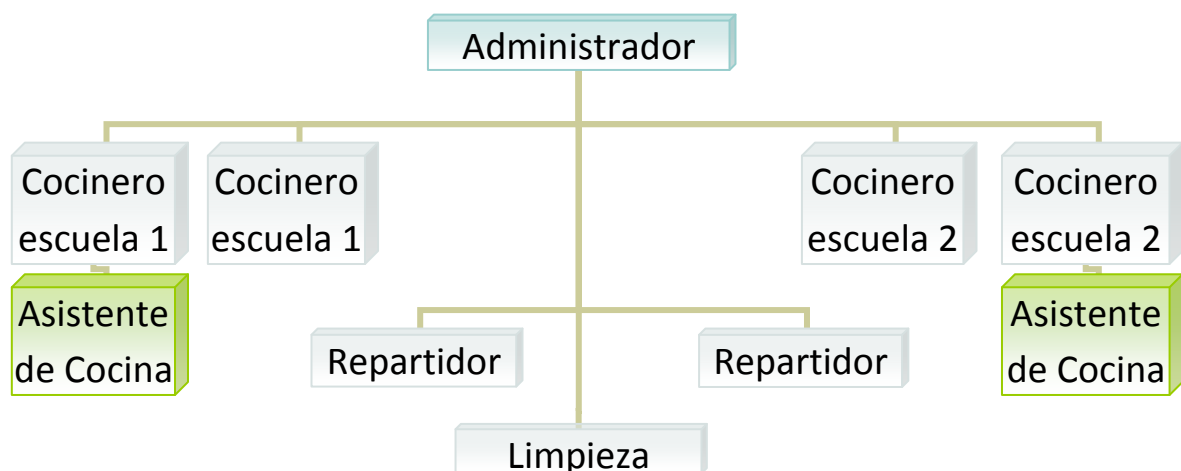 Administrador
Cocinero
escuela 1
Cocinero
escuela 1
Cocinero
escuela 2
Cocinero
escuela 2
Asistente
de Cocina
Repartidor
Repartidor
Asistente
de Cocina
Limpieza